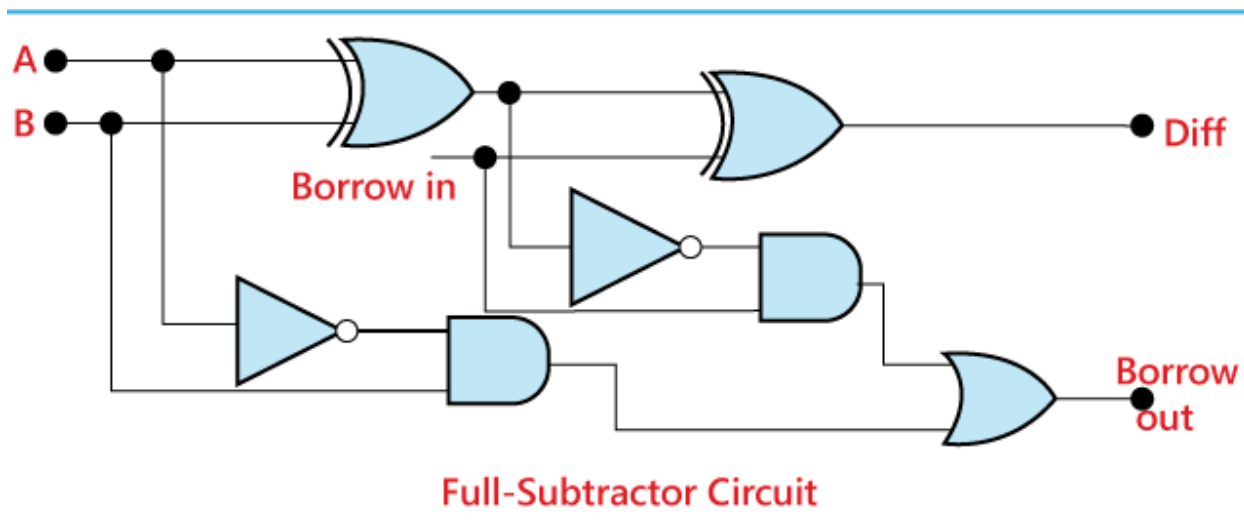 A
B
Borrow in
Diff
Borrow
out
Full-Subtractor Circuit